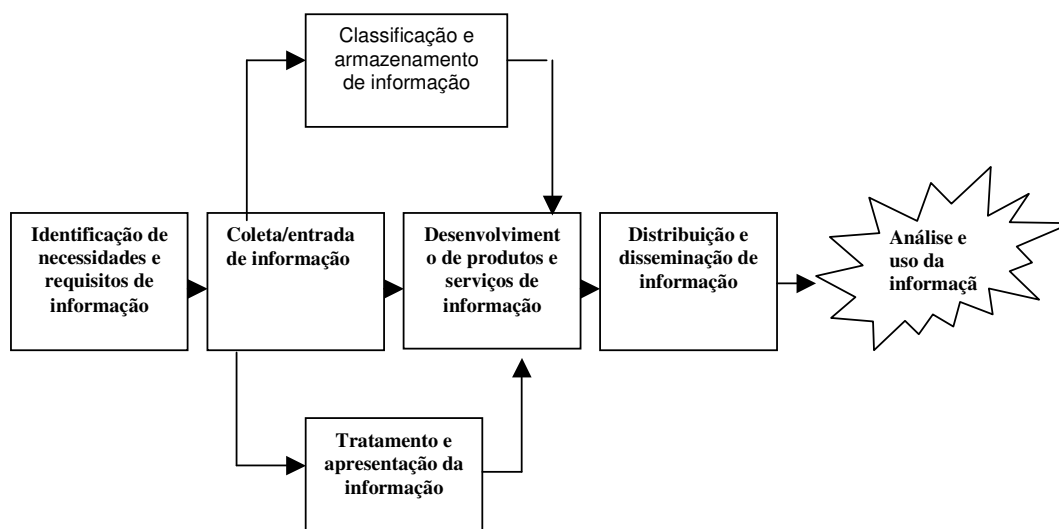 Classificação e
armazenamento
de informação
Identificação de
necessidades e
requisitos de
informação
Coleta/entrada
de informação
Desenvolviment
o de produtos e
serviços de
informação
Distribuição e
disseminação de
informação
Análise e
uso da
informaçã
Tratamento e
apresentação da
informação